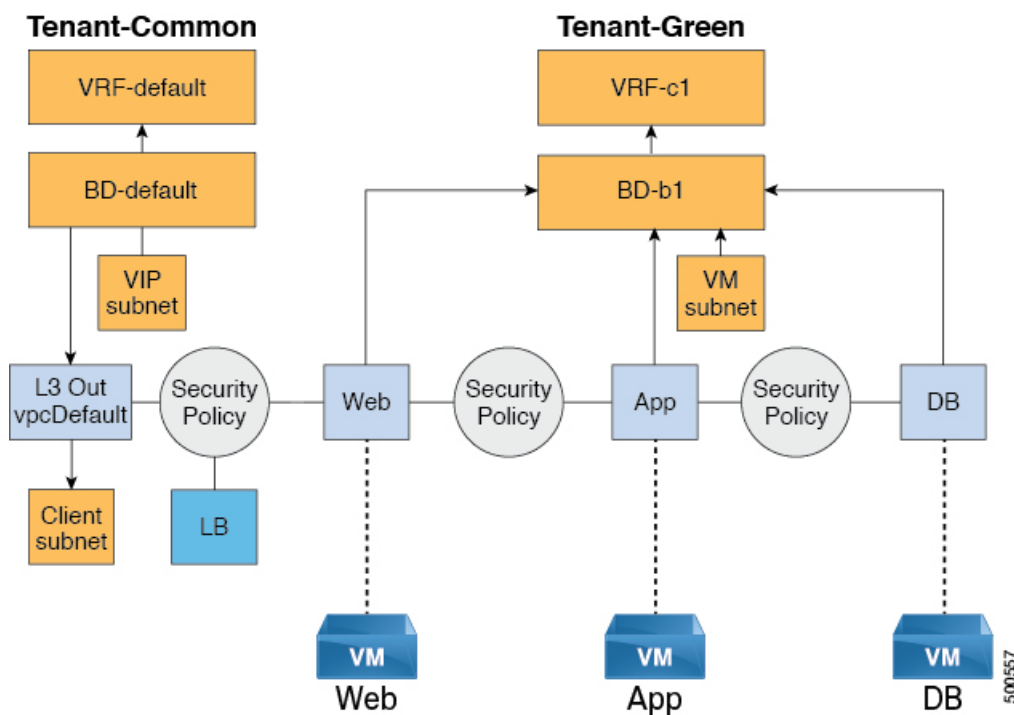 Tenant-Common
Tenant-Green
VRF-default
VRF-c1
BD-default
BD-b1
VIP
subnet
VM
subnet
L3 Out
vpcDefault
Security
Policy
Web
Security
Policy
App
Security
Policy
DB
Client
subnet
LB
VM
VM
VM
Web
App
DB
500557